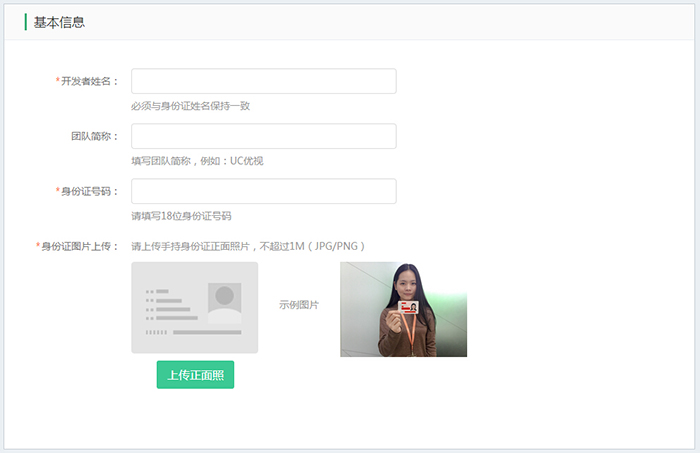 基本信息
*开发者姓名：
必须与身份证姓名保持一致
团队简称：
填写团队简称，例如：UC优视
*身份证号码：
请填写18位身份证号码
*身份证图片上传： 请上传手持身份证正面照片，不超过1M（JPG/PNG）
示例图片
上传正面照